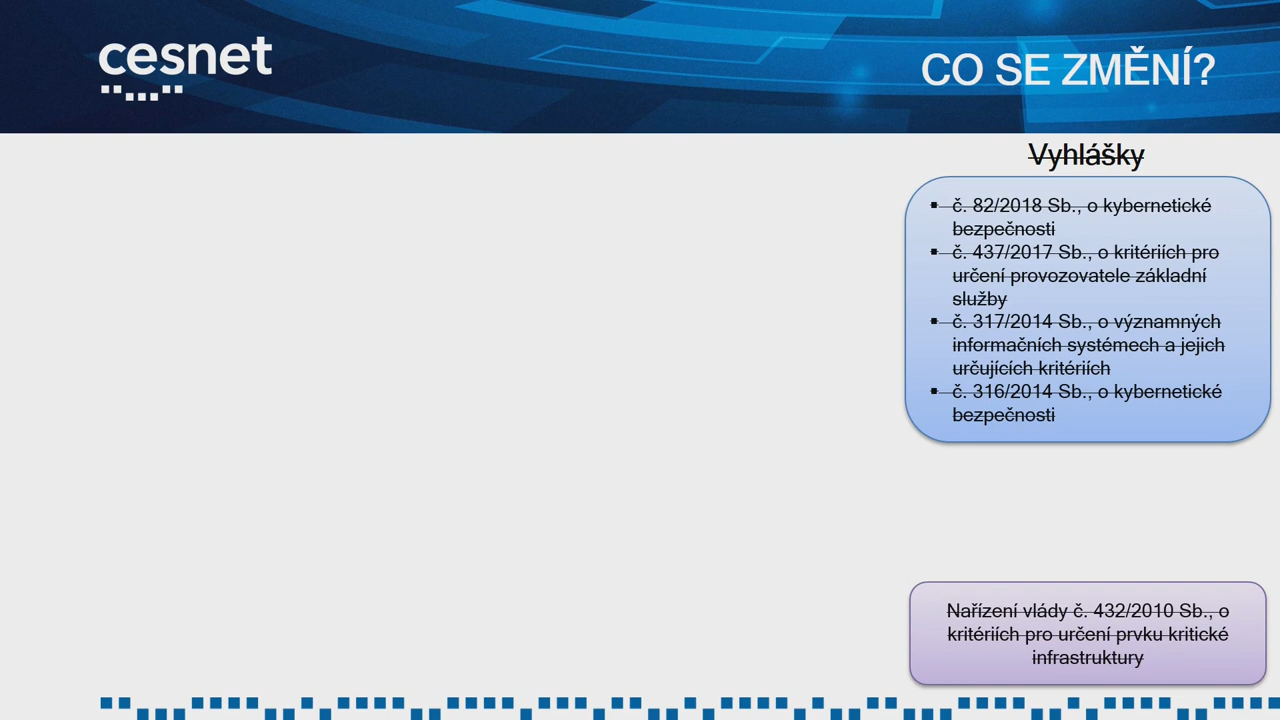 cesnet
CO SE ZMĚNÍ?
Vyhlášky
▪ č. 82/2018 Sb., o kybernetické
bezpečnosti
▪ č. 437/2017 Sb., o kritériích pro
určení provozovatele základní
služby
▪ č. 317/2014 Sb., o významných
informačních systémech a jejich
určujících kritériích
▪ č. 316/2014 Sb., o kybernetické
bezpečnosti
Nařízení vlády č. 432/2010 Sb., o
kritériích pro určení prvku kritické
infrastruktury